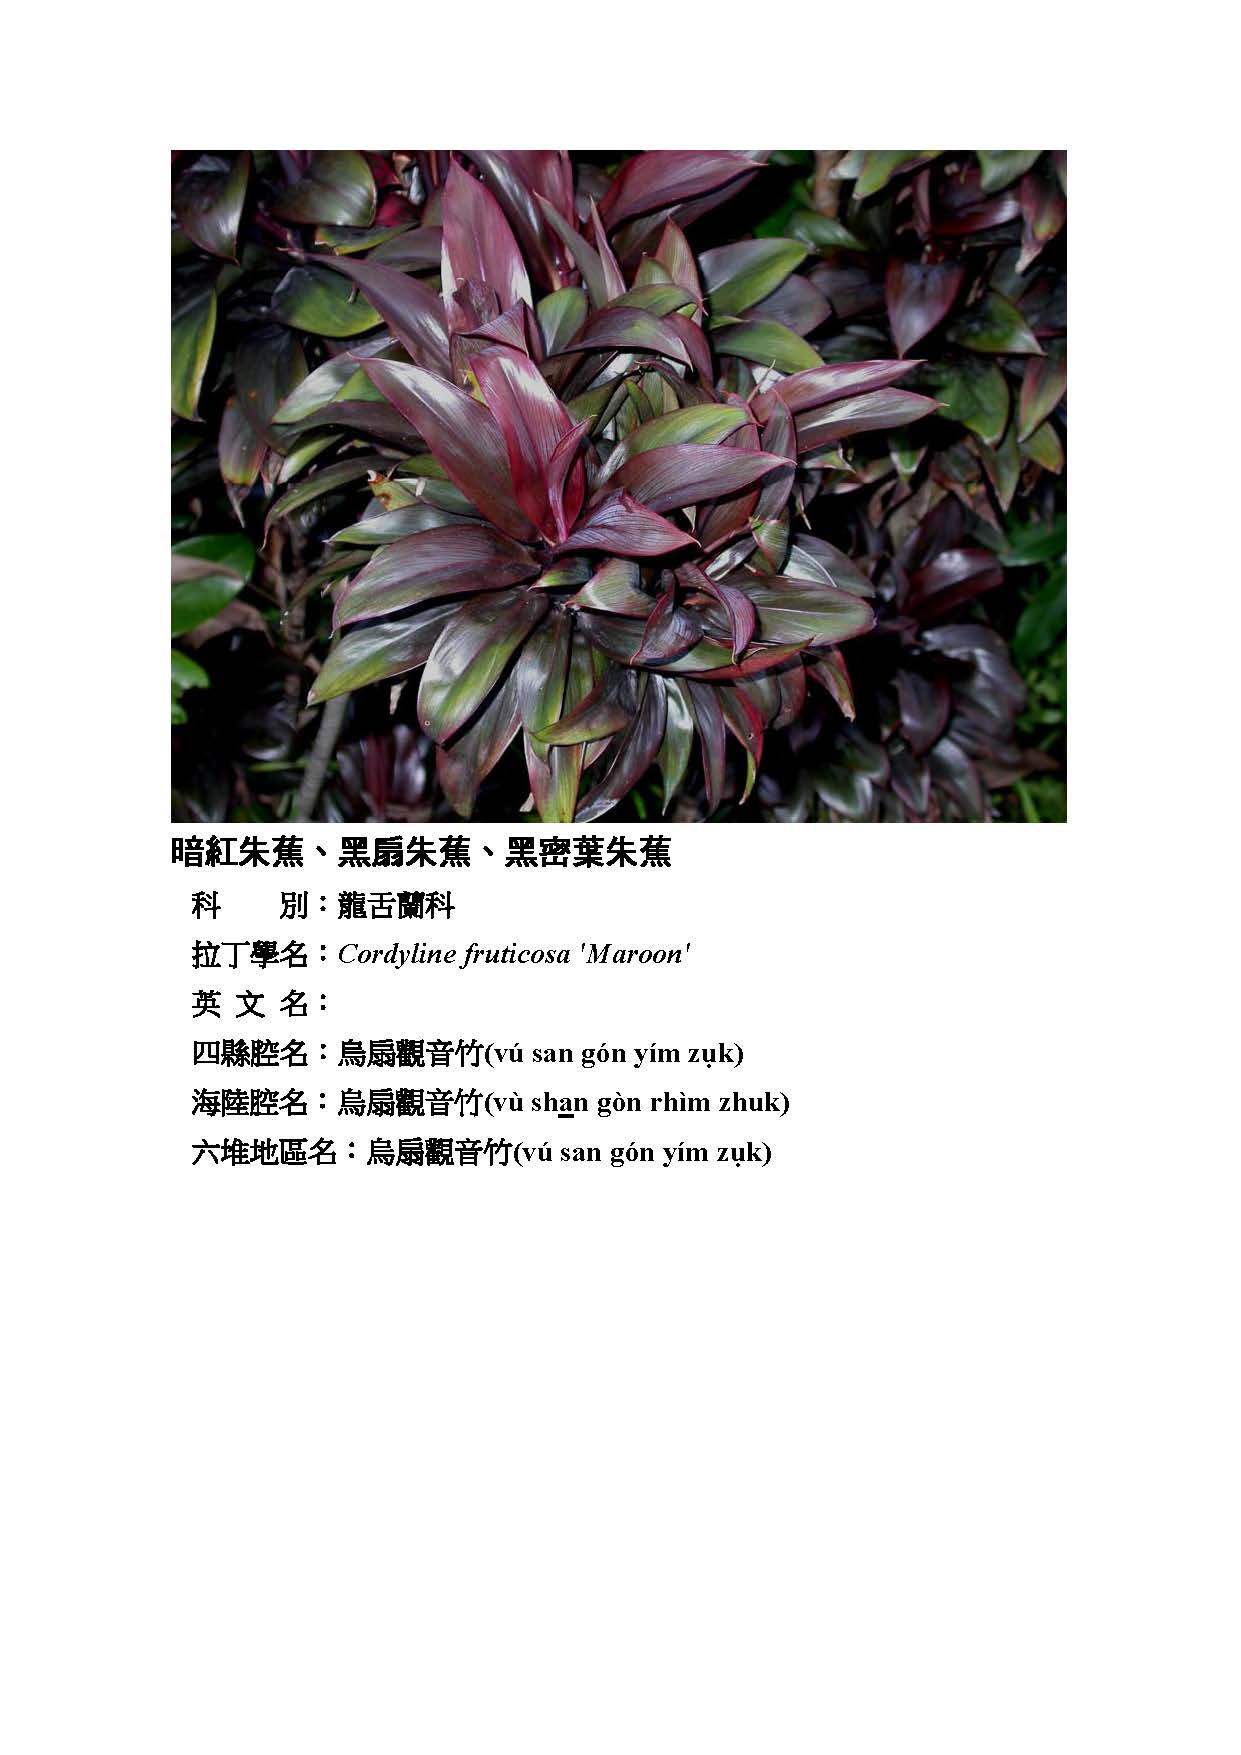 暗紅朱蕉、黑扇朱蕉、黑密葉朱蕉
科　　別：龍舌蘭科
拉丁學名：Cordyline fruticosa 'Maroon'
英 文 名：
四縣腔名：烏扇觀音竹(vú san gón yím zụk)
海陸腔名：烏扇觀音竹(vù shan gòn rhìm zhuk)
六堆地區名：烏扇觀音竹(vú san gón yím zụk)